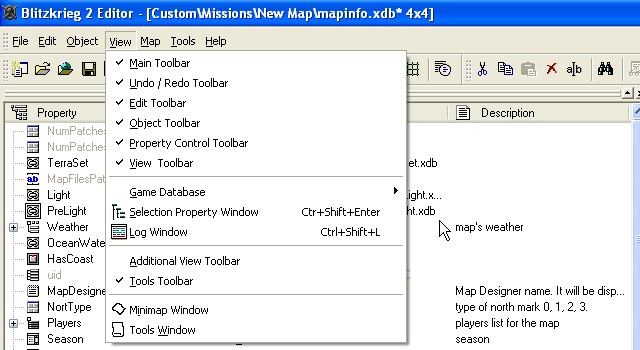 Blitzkrieg 2 Editor - [Custom\Missions\New Map\mapinfo.xdb* 4x4]
File Edit Object View Map Tools Help
Main Toolbar
Undo / Redo Toolbar
Edit Toolbar
Object Toolbar
Property Control Toolbar
View Toolbar
Game Database
Selection Property Window Ctr+Shift+Enter
Log Window Ctrl+Shift+L
Additional View Toolbar
Tools Toolbar
Minimap Window
Tools Window
Property Description
NumPatches
NumPatches
TerraSet et.xdb
MapFilesPat
Light ight.x...
PreLight ht.xdb
Weather map's weather
OceanWate
HasCoast
uid
MapDesigne Map Designer name. It will be disp...
NortType type of north mark 0, 1, 2, 3.
Players players list for the map
Season season